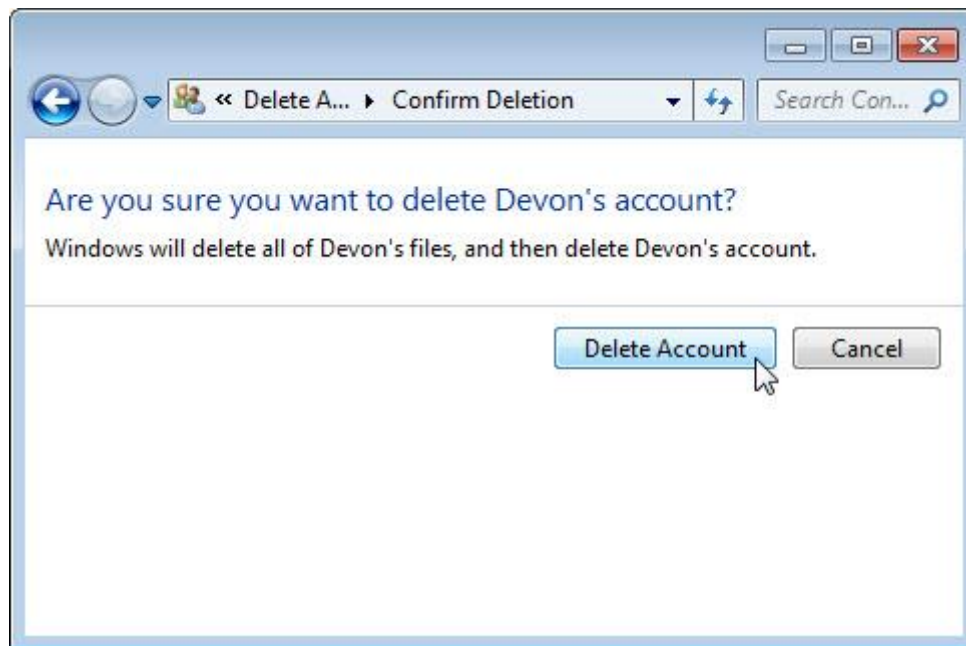 « Delete A... ▸ Confirm Deletion
Search Con...
Are you sure you want to delete Devon's account?
Windows will delete all of Devon's files, and then delete Devon's account.
Delete Account
Cancel